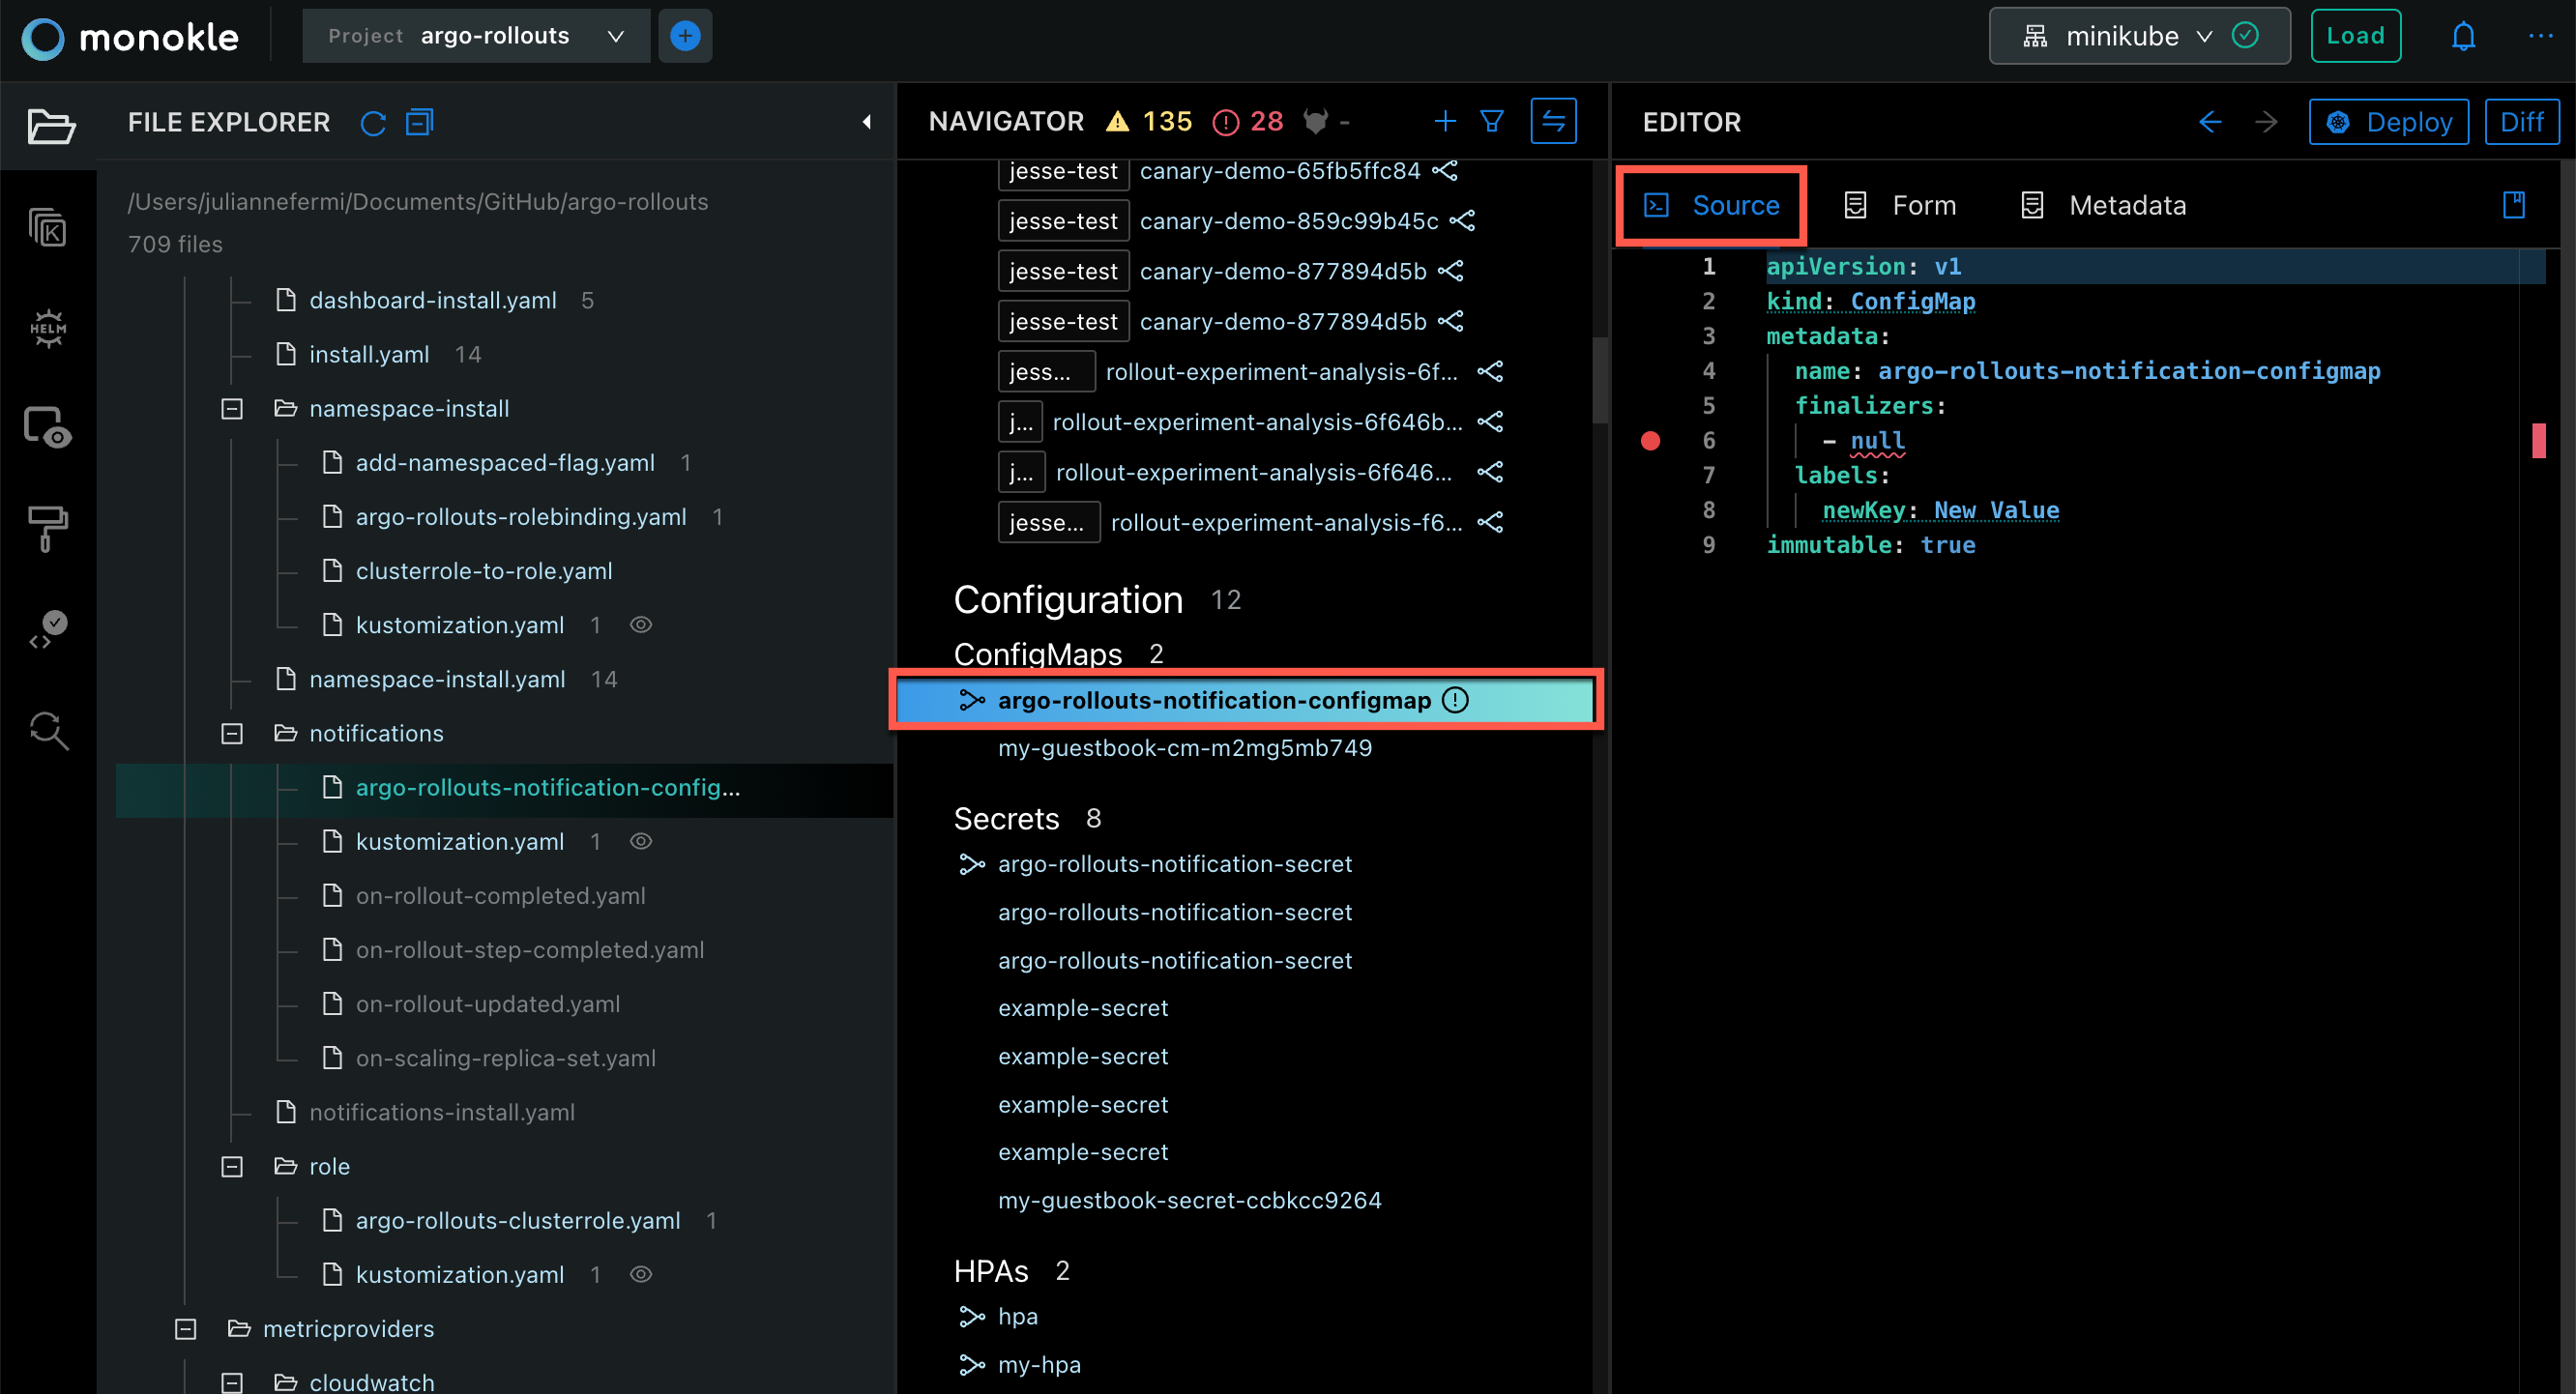 monokle
Project argo-rollouts
minikube
Load
FILE EXPLORER
/Users/juliannefermi/Documents/GitHub/argo-rollouts
709 files
dashboard-install.yaml 5
install.yaml 14
namespace-install
add-namespaced-flag.yaml 1
argo-rollouts-rolebinding.yaml 1
clusterrole-to-role.yaml
kustomization.yaml 1
namespace-install.yaml 14
notifications
argo-rollouts-notification-config...
kustomization.yaml 1
on-rollout-completed.yaml
on-rollout-step-completed.yaml
on-rollout-updated.yaml
on-scaling-replica-set.yaml
notifications-install.yaml
role
argo-rollouts-clusterrole.yaml 1
kustomization.yaml 1
metricproviders
cloudwatch
K
HELM
NAVIGATOR 135 28 -
jesse-test canary-demo-65fb5ffc84
jesse-test canary-demo-859c99b45c
jesse-test canary-demo-877894d5b
jesse-test canary-demo-877894d5b
jess... rollout-experiment-analysis-6f...
j... rollout-experiment-analysis-6f646b...
j... rollout-experiment-analysis-6f646...
jesse... rollout-experiment-analysis-f6...
Configuration 12
ConfigMaps 2
argo-rollouts-notification-configmap
my-guestbook-cm-m2mg5mb749
Secrets 8
argo-rollouts-notification-secret
argo-rollouts-notification-secret
argo-rollouts-notification-secret
example-secret
example-secret
example-secret
example-secret
my-guestbook-secret-ccbkcc9264
HPAs 2
hpa
my-hpa
EDITOR
Deploy
Diff
Source
Form
Metadata
1 apiVersion: v1
2 kind: ConfigMap
3 metadata:
4 name: argo-rollouts-notification-configmap
5 finalizers:
6 - null
7 labels:
8 newKey: New Value
9 immutable: true